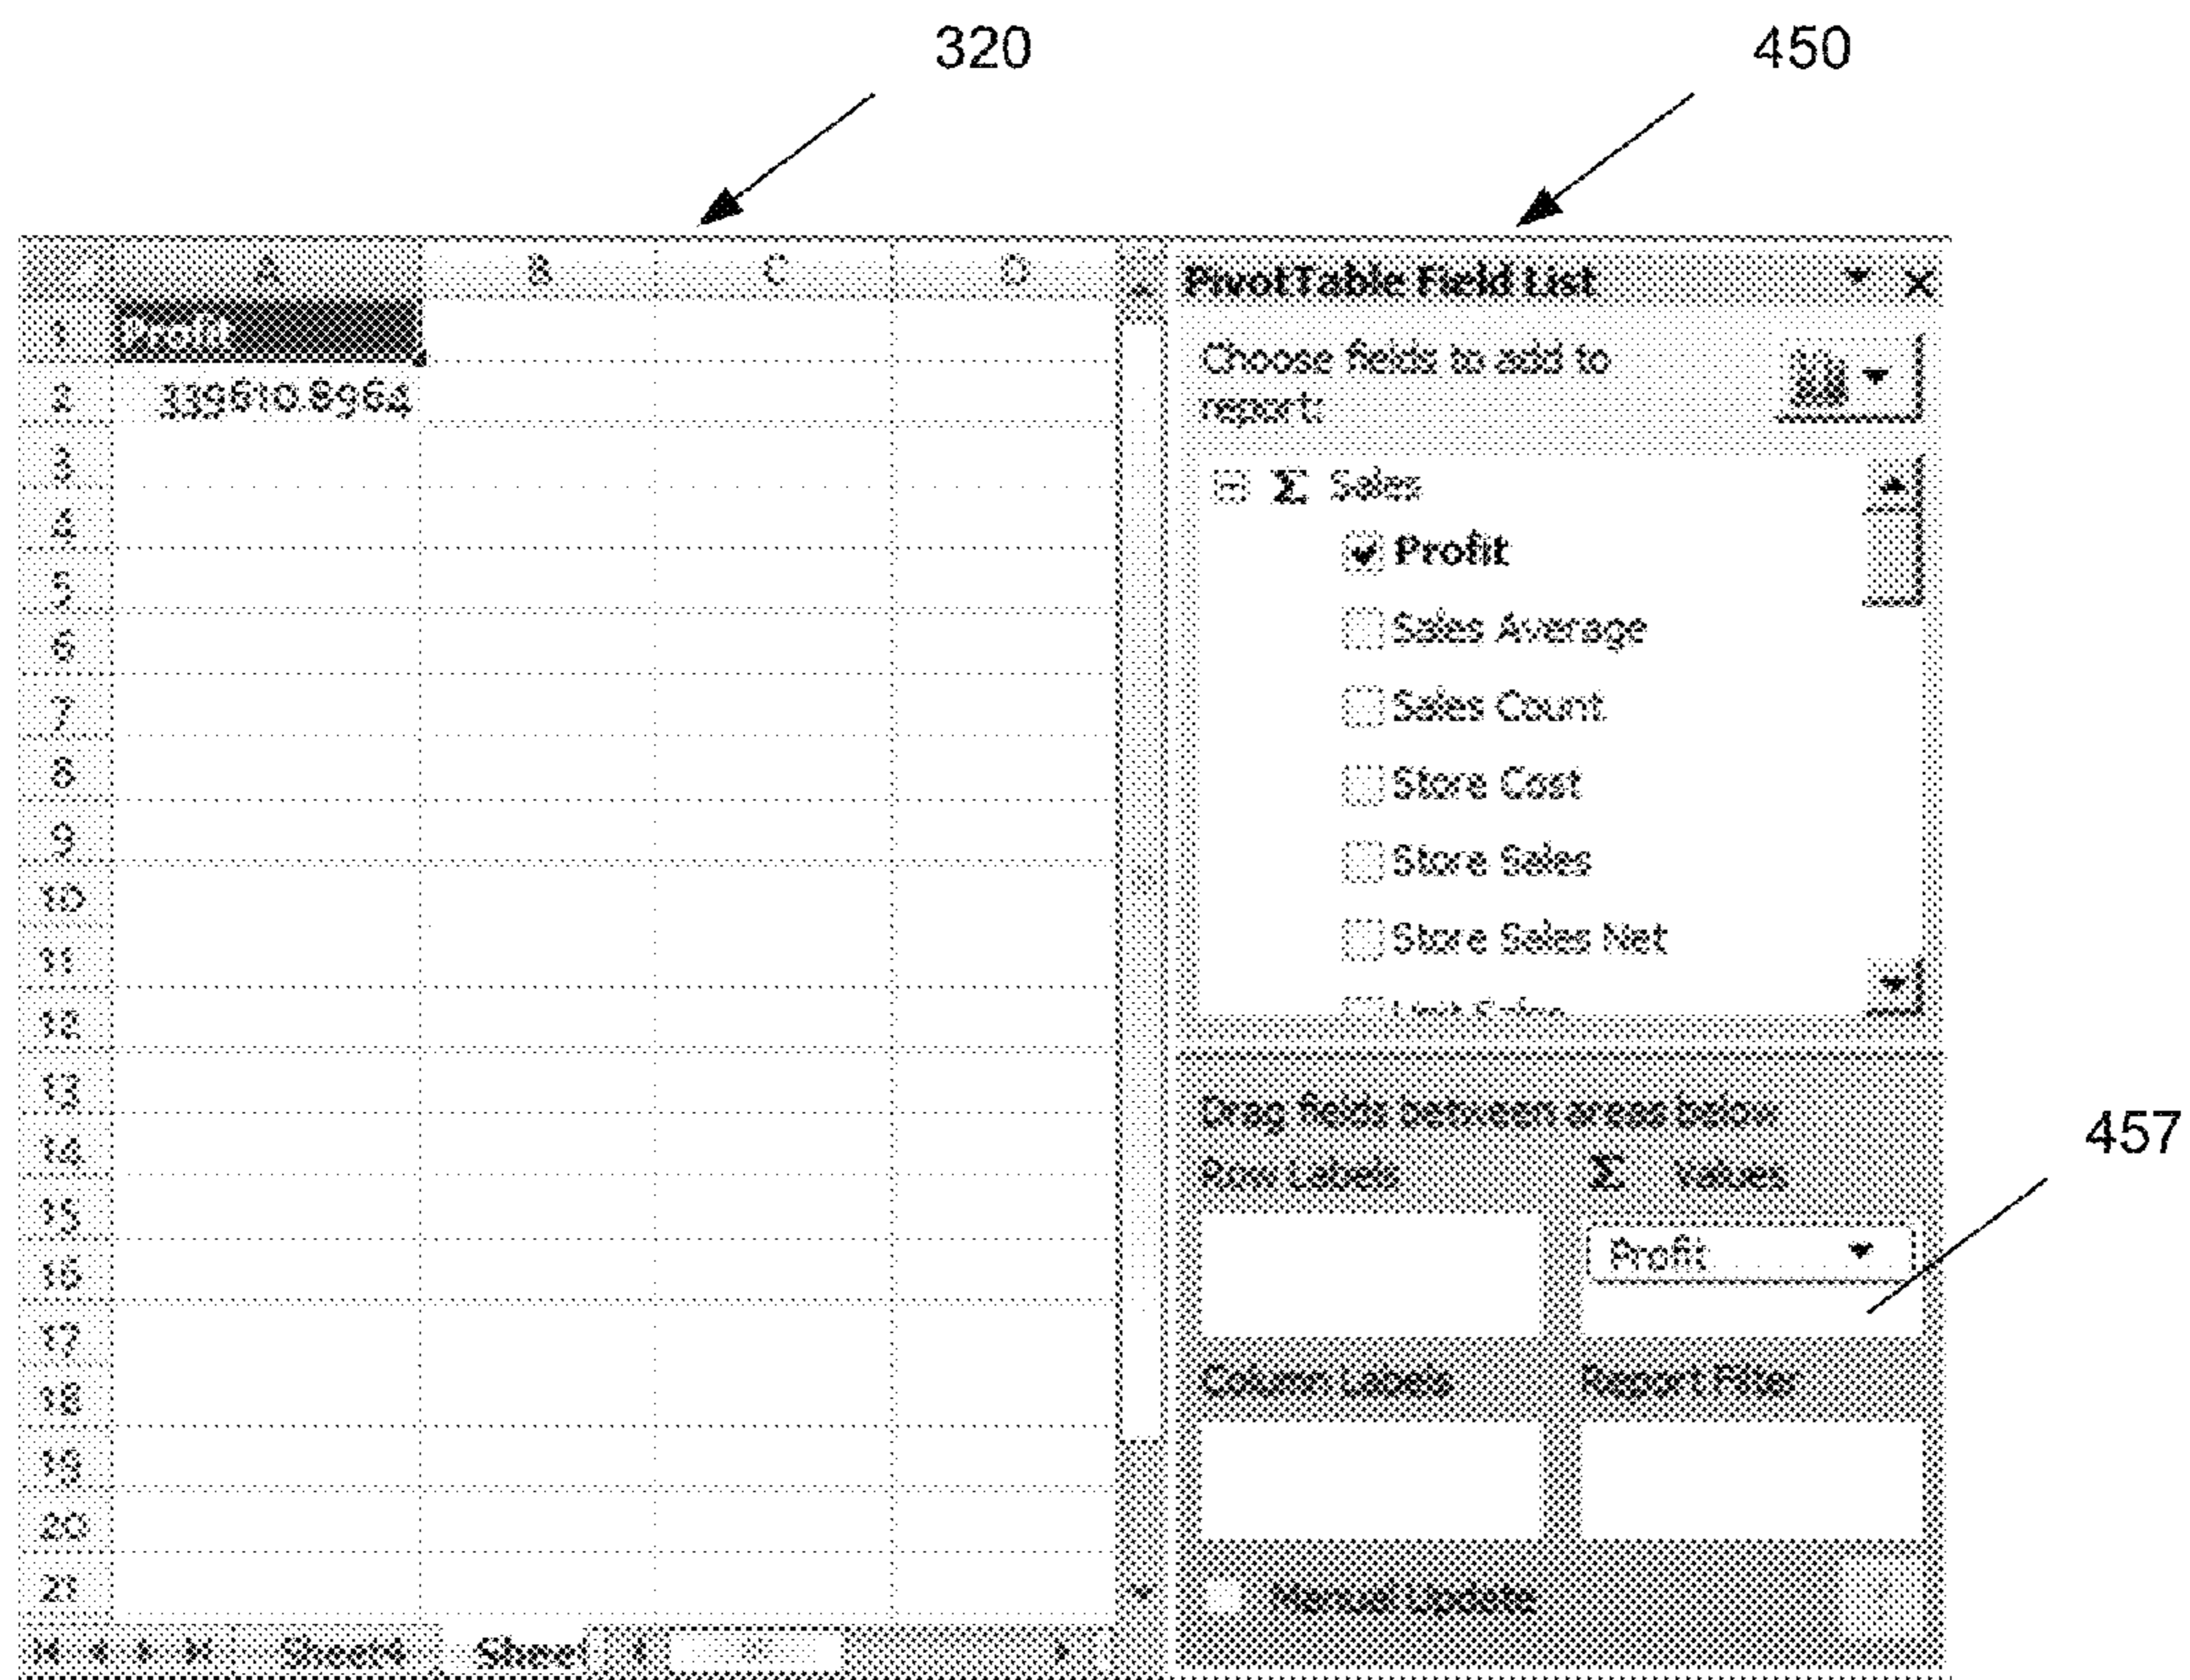 320
450
A B C D
PivotTable Field List
1 Profit
Choose fields to add to
report:
2 339610.8964
3
Σ Sales
4
Profit
5
6
Sales Average
7
Sales Count
8
Store Cost
9
Store Sales
10
11
Store Sales Net
12
Unit Sales
13
Drag fields between areas below
14
457
Row Labels
Σ Values
15
16
Profit
17
18
Column Labels
Report Filter
19
20
21
Manual Update
Sheet4
Sheet